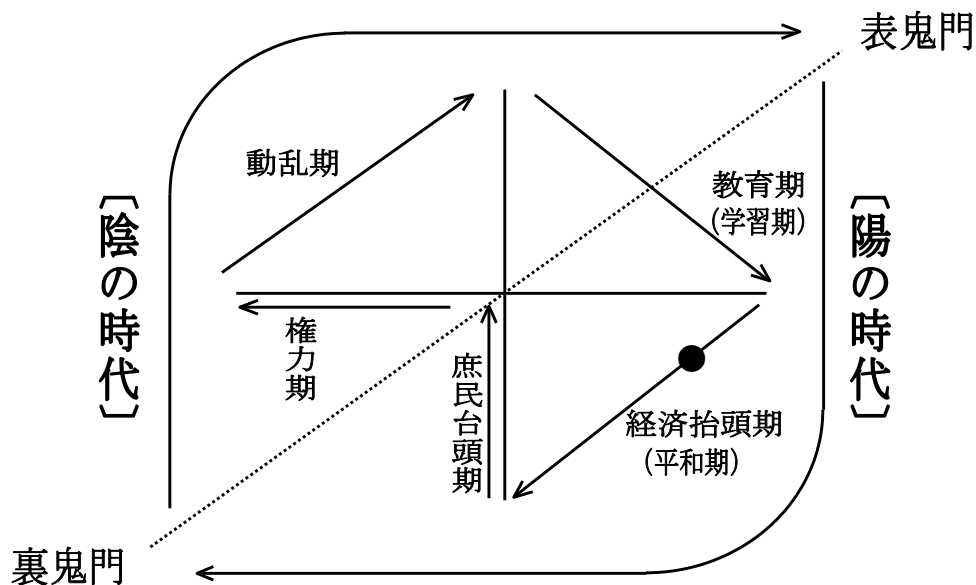 表鬼門
動乱期
教育期
（学習期）
〔陰の時代〕
〔陽の時代〕
権力期
庶民台頭期
経済抬頭期
（平和期）
裏鬼門